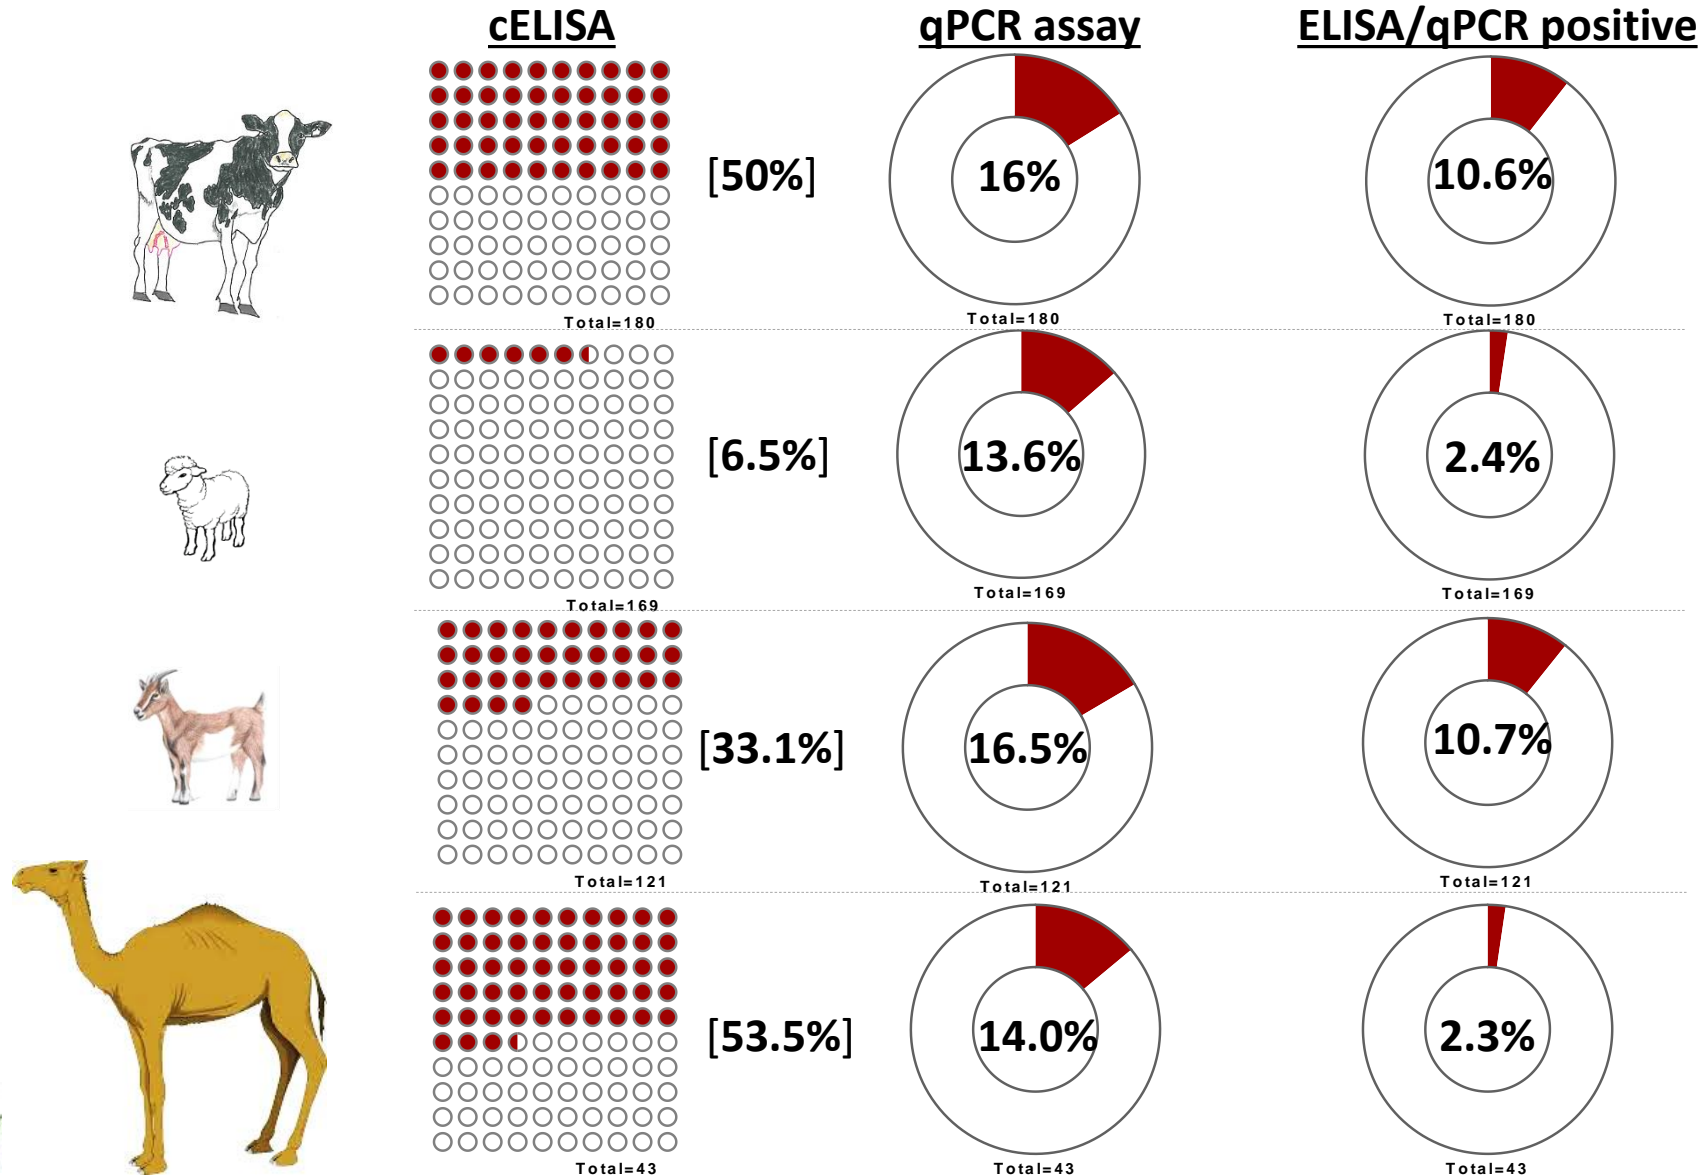 cELISA qPCR assay ELISA/qPCR positive
[50%] 16% 10.6%
Total=180 Total=180 Total=180
[6.5%] 13.6% 2.4%
Total=169 Total=169 Total=169
[33.1%] 16.5% 10.7%
Total=121 Total=121 Total=121
[53.5%] 14.0% 2.3%
Total=43 Total=43 Total=43